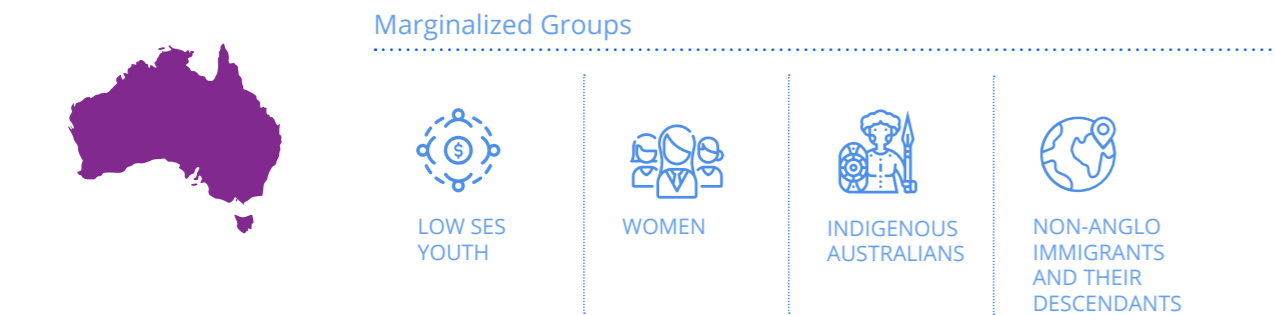 Marginalized Groups
$
LOW SES
YOUTH
WOMEN
INDIGENOUS
AUSTRALIANS
NON-ANGLO
IMMIGRANTS
AND THEIR
DESCENDANTS